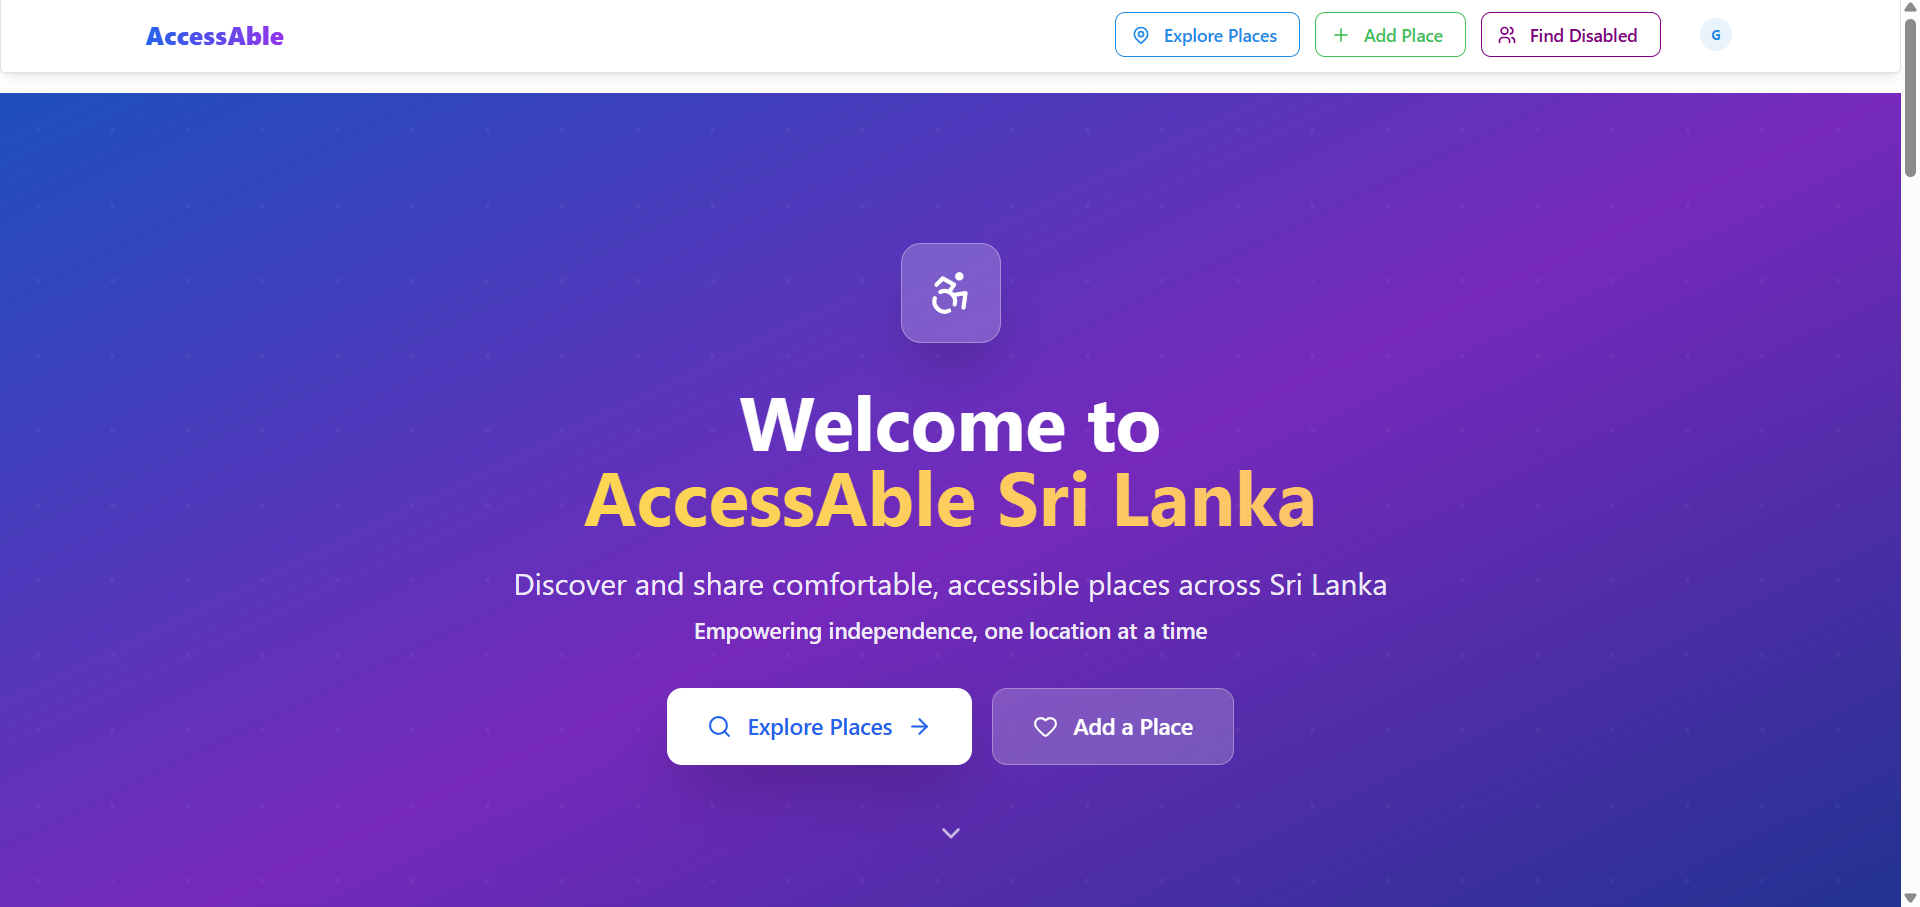 AccessAble
Explore Places
Add Place
Find Disabled
G
Welcome to
AccessAble Sri Lanka
Discover and share comfortable, accessible places across Sri Lanka
Empowering independence, one location at a time
Explore Places
Add a Place